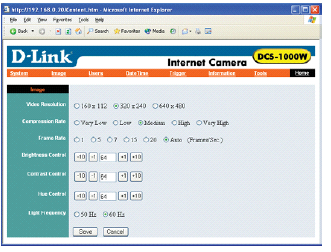 http://192.168.0.20/Content.htm - Microsoft Internet Explorer
File Edit View Favorites Tools Help
Back Search Favorites Media
D-Link
Internet Camera DCS-1000W
System Image Users Date/Time Trigger Information Tools Home
Image
Video Resolution 160 x 112 320 x 240 640 x 480
Compression Rate Very Low Low Medium High Very High
Frame Rate 1 5 7 15 20 Auto (Frames/Sec.)
Brightness Control -10 -1 64 +1 +10
Contrast Control -10 -1 64 +1 +10
Hue Control -10 -1 64 +1 +10
Light Frequency 50 Hz 60 Hz
Save Cancel